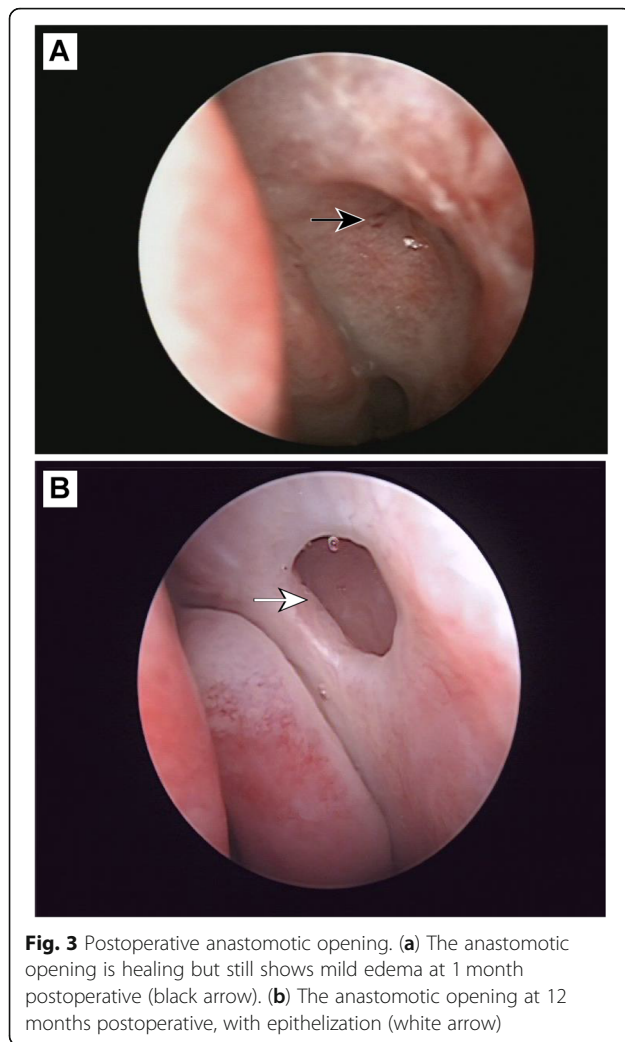 A
B
Fig. 3 Postoperative anastomotic opening. (a) The anastomotic
opening is healing but still shows mild edema at 1 month
postoperative (black arrow). (b) The anastomotic opening at 12
months postoperative, with epithelization (white arrow)